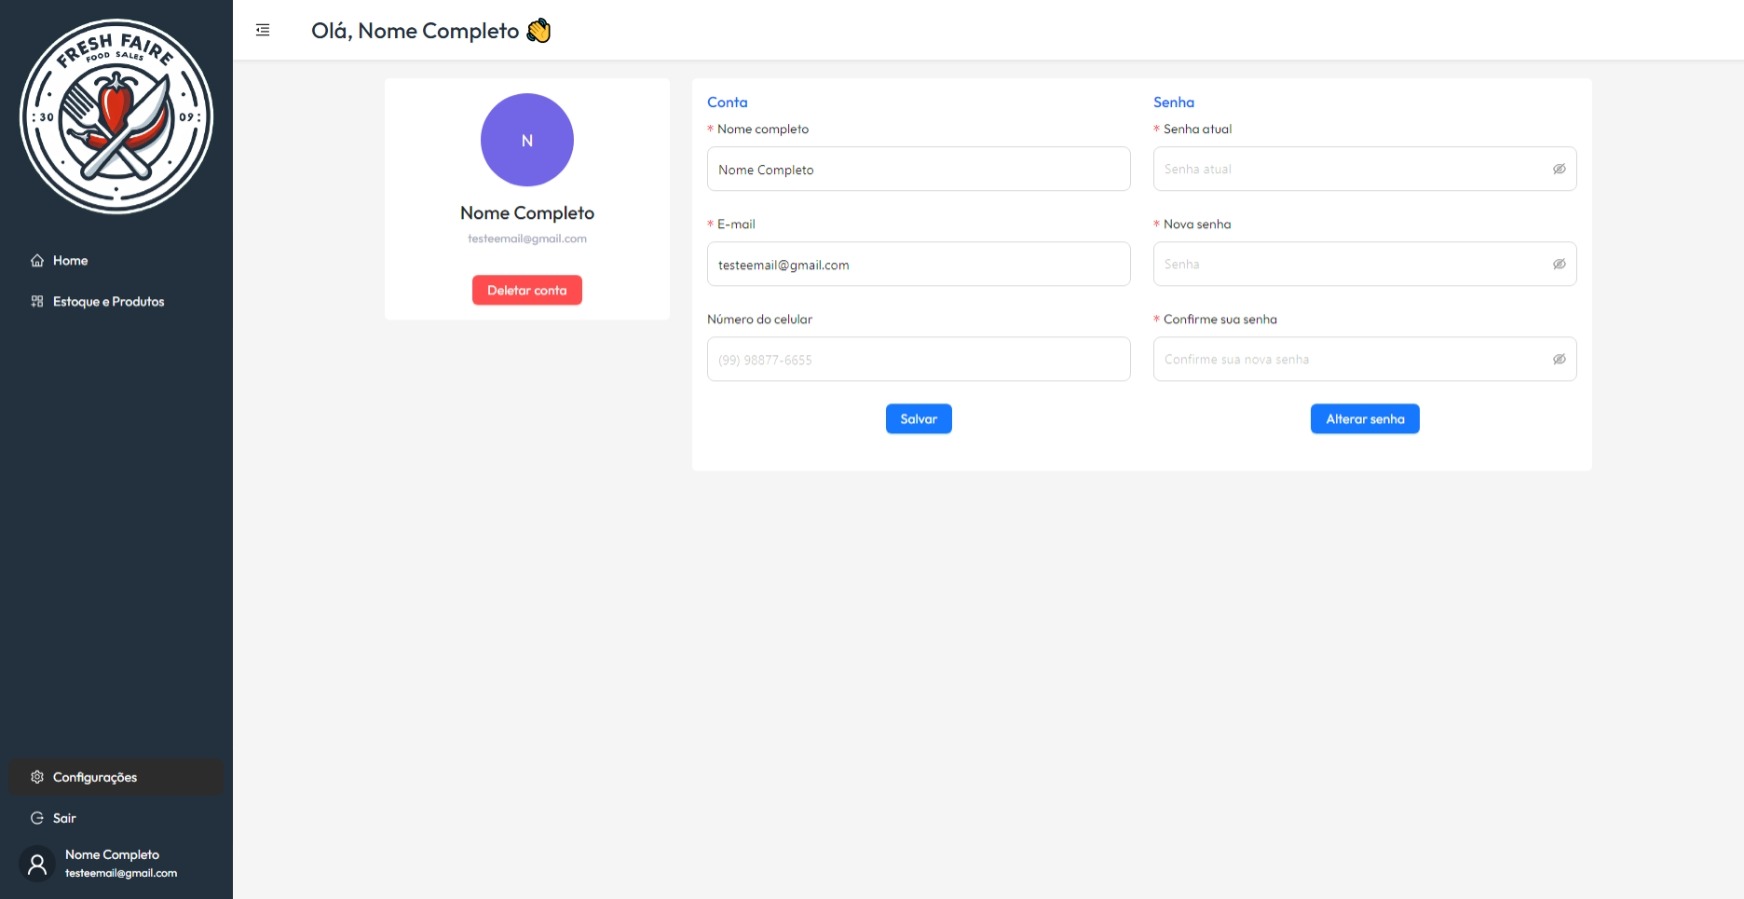 FRESH FAIRE
FOOD SALES
30 09
Home
Estoque e Produtos
Configurações
Sair
Nome Completo
testeemail@gmail.com
Olá, Nome Completo 👋
N
Nome Completo
testeemail@gmail.com
Deletar conta
Conta
* Nome completo
Nome Completo
* E-mail
testeemail@gmail.com
Número do celular
(99) 98877-6655
Salvar
Senha
* Senha atual
Senha atual
* Nova senha
Senha
* Confirme sua senha
Confirme sua nova senha
Alterar senha